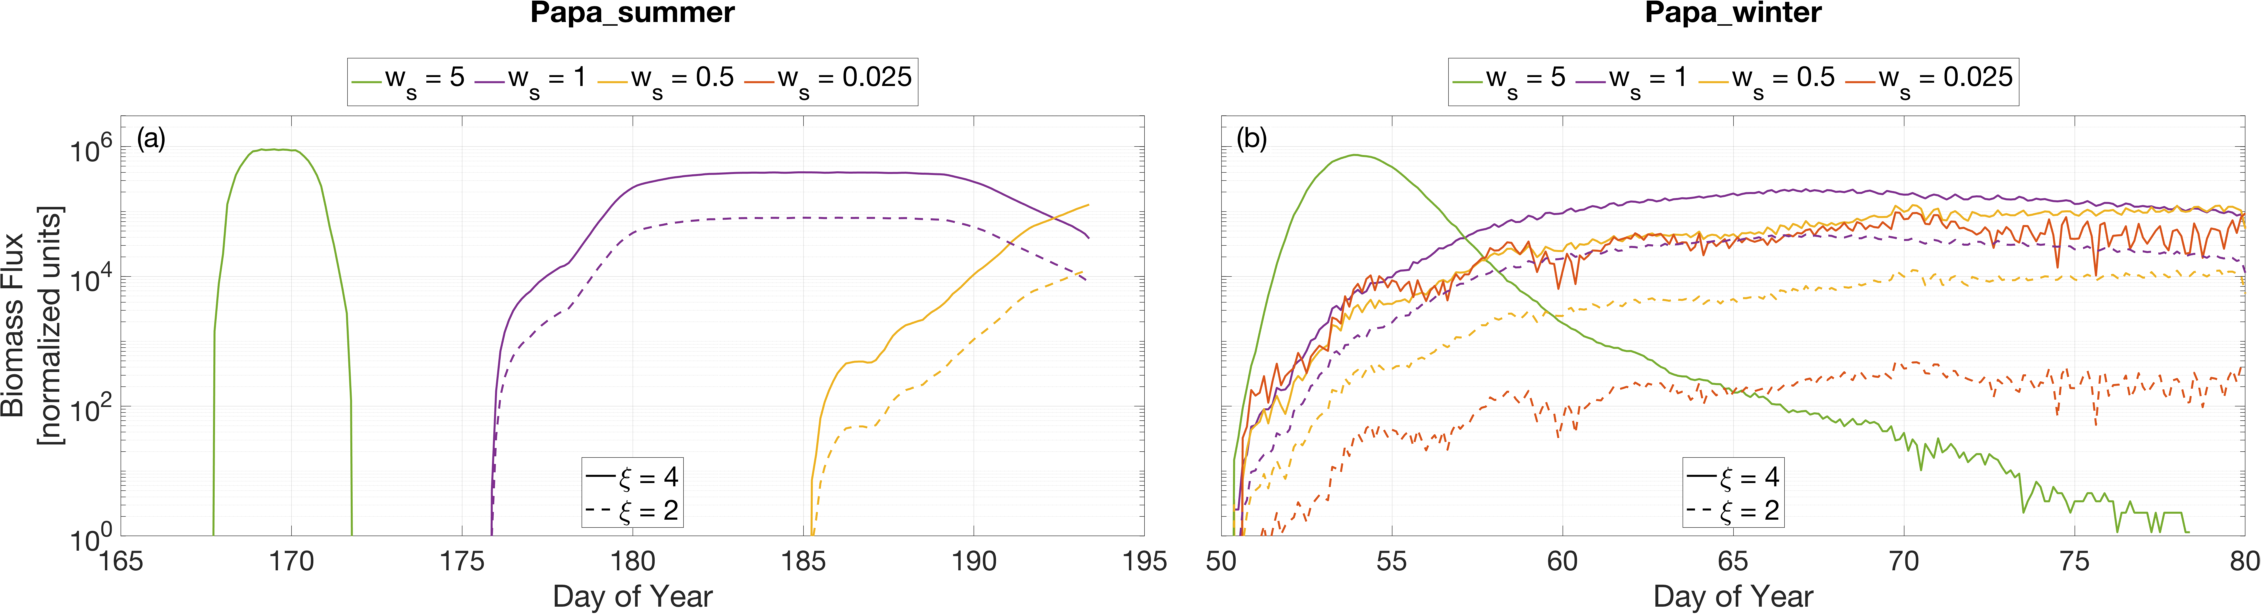 Papa_summer
w_s = 5 w_s = 1 w_s = 0.5 w_s = 0.025
(a)
Biomass Flux
[normalized units]
10^6
10^4
10^2
10^0
ξ = 4
ξ = 2
165 170 175 180 185 190 195
Day of Year
Papa_winter
w_s = 5 w_s = 1 w_s = 0.5 w_s = 0.025
(b)
ξ = 4
ξ = 2
50 55 60 65 70 75 80
Day of Year